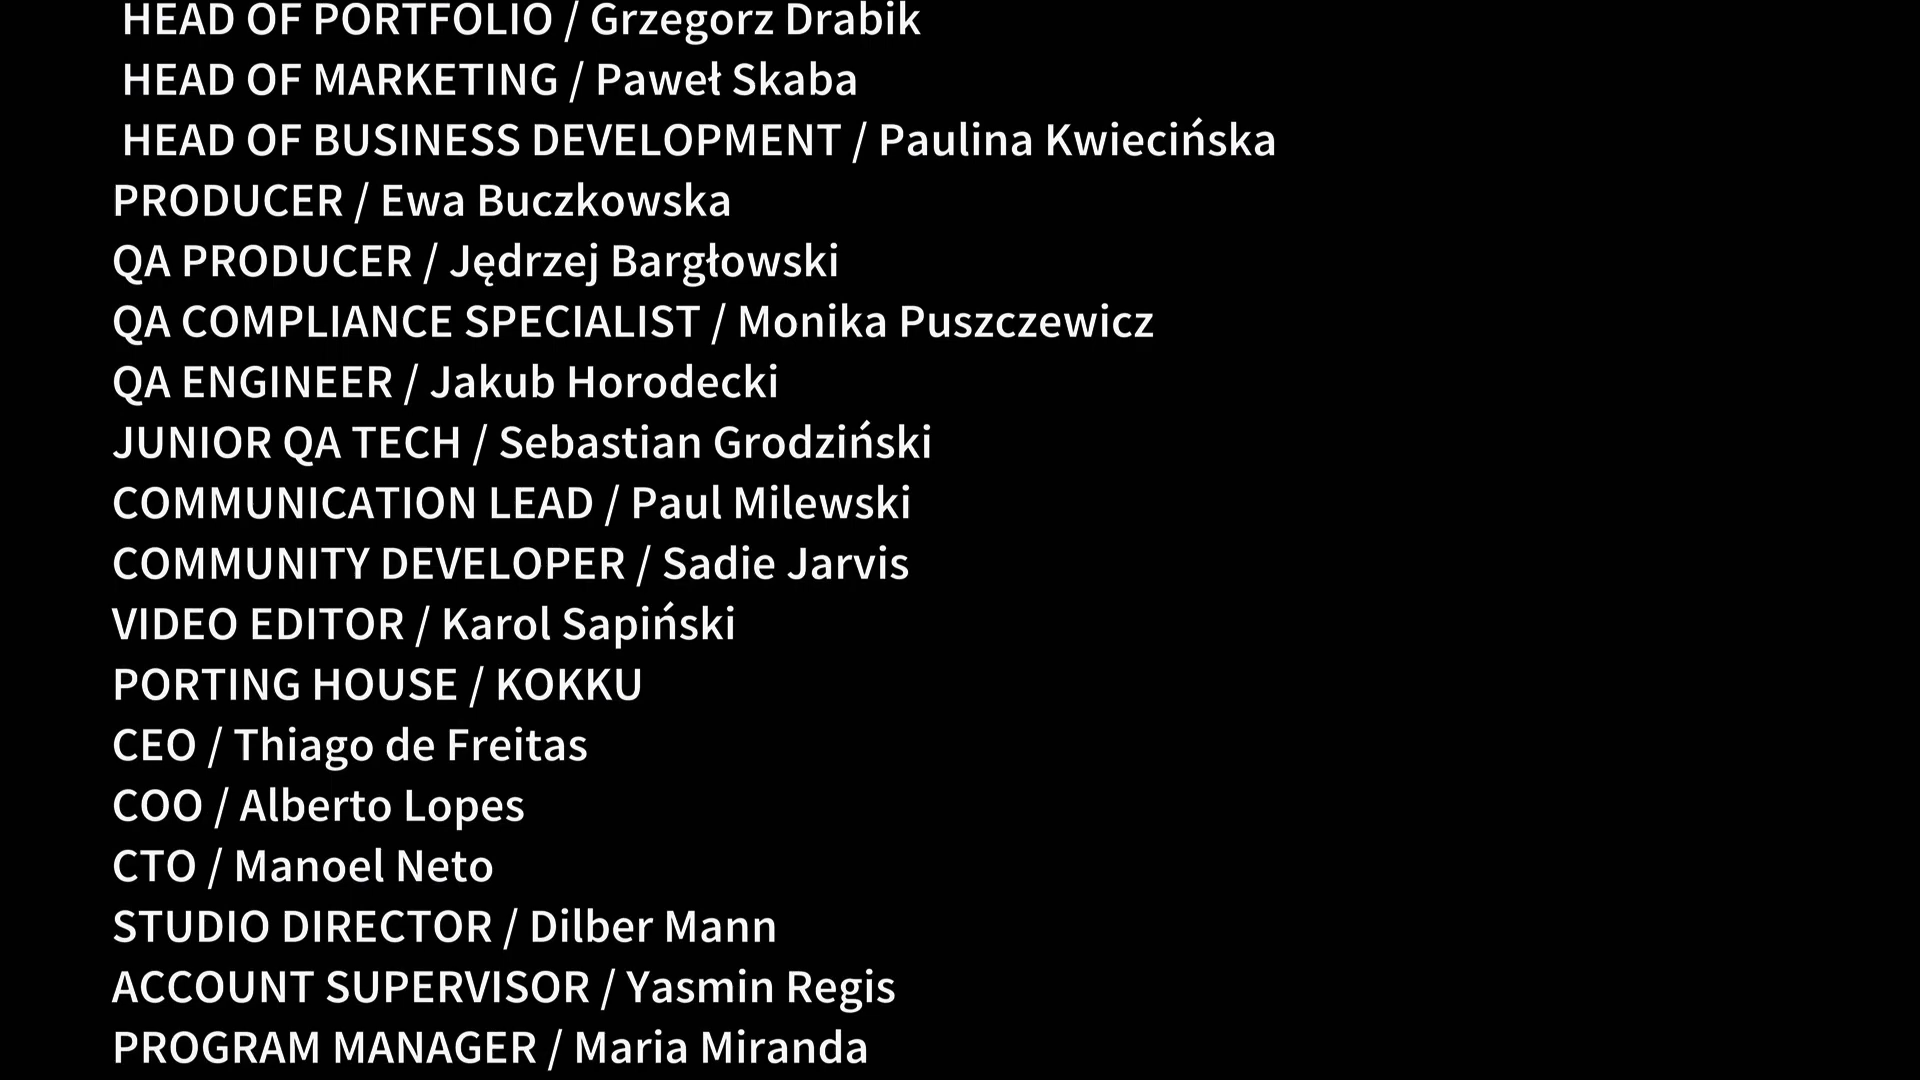 HEAD OF PORTFOLIO / Grzegorz Drabik
HEAD OF MARKETING / Paweł Skaba
HEAD OF BUSINESS DEVELOPMENT / Paulina Kwiecińska
PRODUCER / Ewa Buczkowska
QA PRODUCER / Jędrzej Bargłowski
QA COMPLIANCE SPECIALIST / Monika Puszczewicz
QA ENGINEER / Jakub Horodecki
JUNIOR QA TECH / Sebastian Grodziński
COMMUNICATION LEAD / Paul Milewski
COMMUNITY DEVELOPER / Sadie Jarvis
VIDEO EDITOR / Karol Sapiński
PORTING HOUSE / KOKKU
CEO / Thiago de Freitas
COO / Alberto Lopes
CTO / Manoel Neto
STUDIO DIRECTOR / Dilber Mann
ACCOUNT SUPERVISOR / Yasmin Regis
PROGRAM MANAGER / Maria Miranda